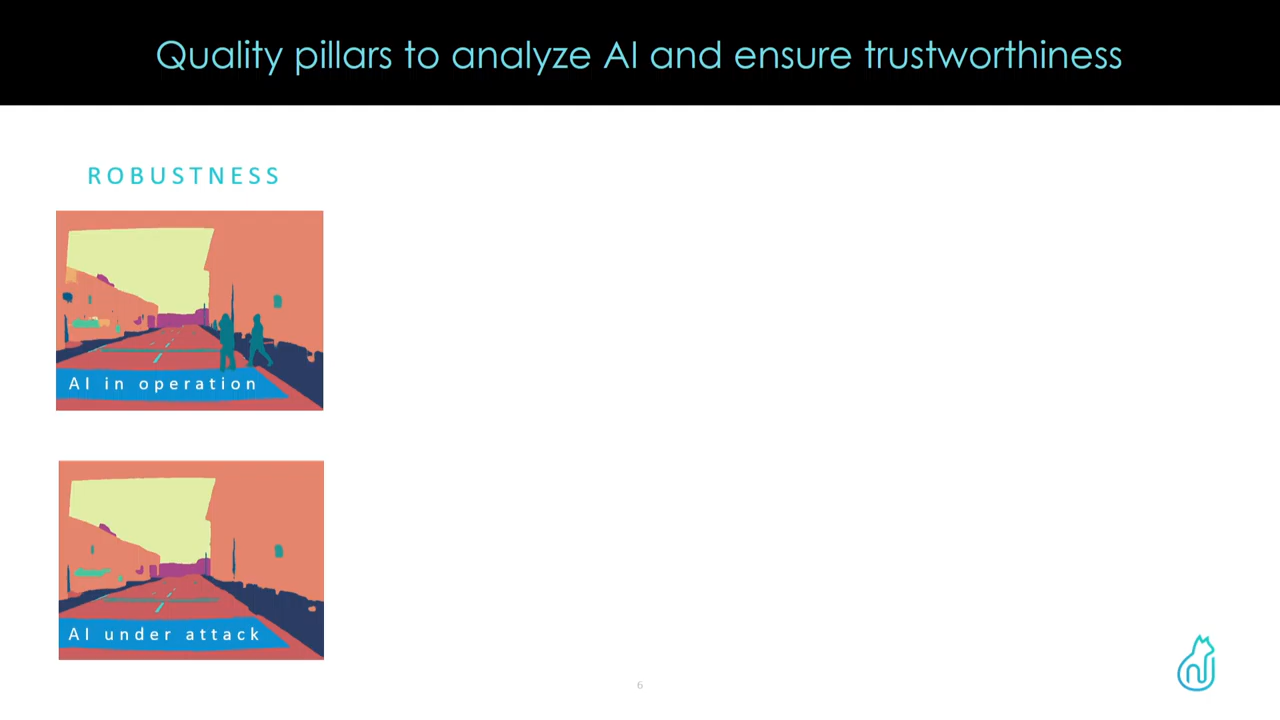 Quality pillars to analyze AI and ensure trustworthiness
ROBUSTNESS
AI in operation
AI under attack
6